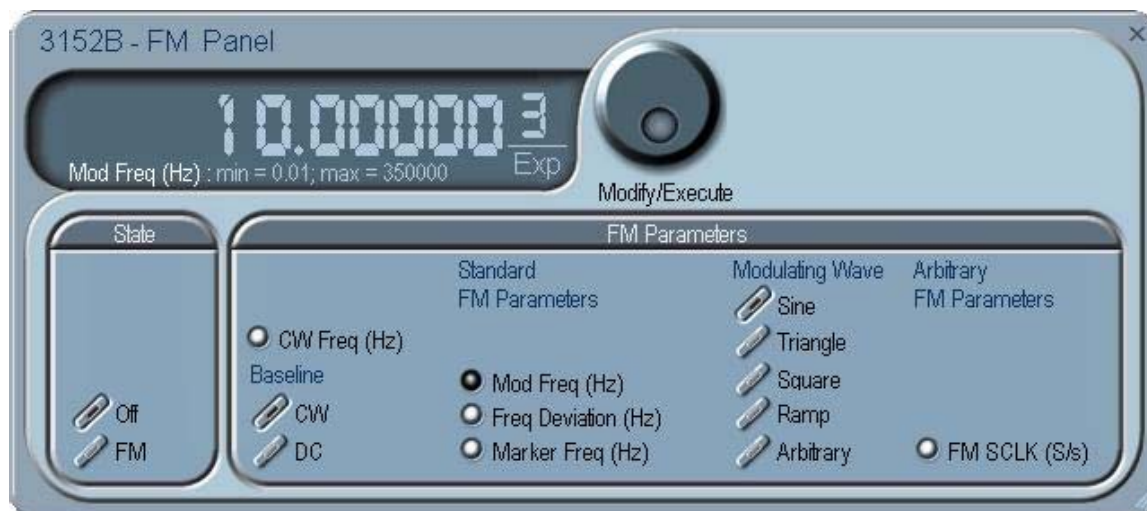 3152B - FM Panel
10.00000 3
Exp
Mod Freq (Hz) : min = 0.01; max = 350000
Modify/Execute
State
Off
FM
FM Parameters
CW Freq (Hz)
Baseline
CW
DC
Standard
FM Parameters
Mod Freq (Hz)
Freq Deviation (Hz)
Marker Freq (Hz)
Modulating Wave
Sine
Triangle
Square
Ramp
Arbitrary
Arbitrary
FM Parameters
FM SCLK (S/s)